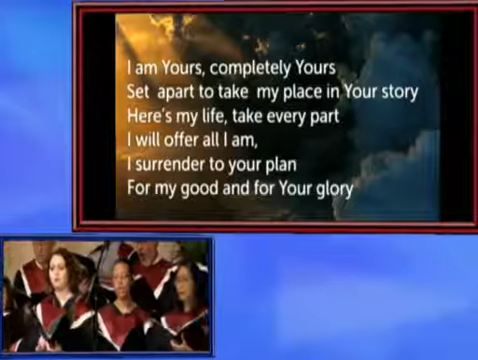 I am Yours, completely Yours
Set apart to take my place in Your story
Here's my life, take every part
I will offer all I am,
I surrender to your plan
For my good and for Your glory